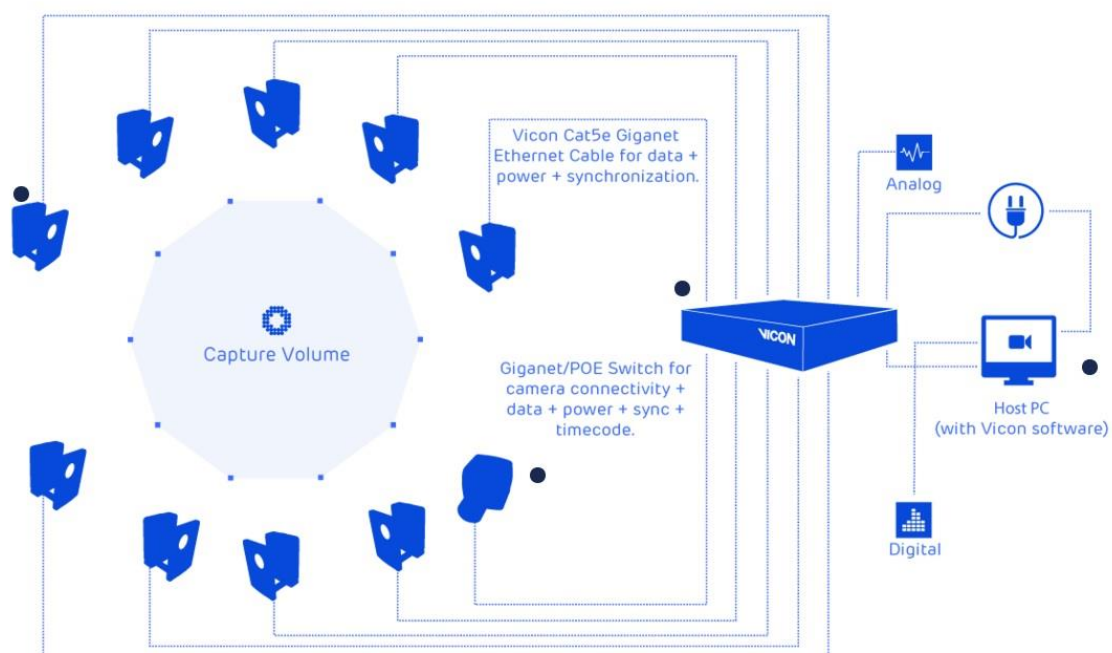 Vicon Cat5e Giganet
Ethernet Cable for data +
power + synchronization.
Analog
Capture Volume
VICON
Giganet/POE Switch for
camera connectivity +
data + power + sync +
timecode.
Host PC
(with Vicon software)
Digital